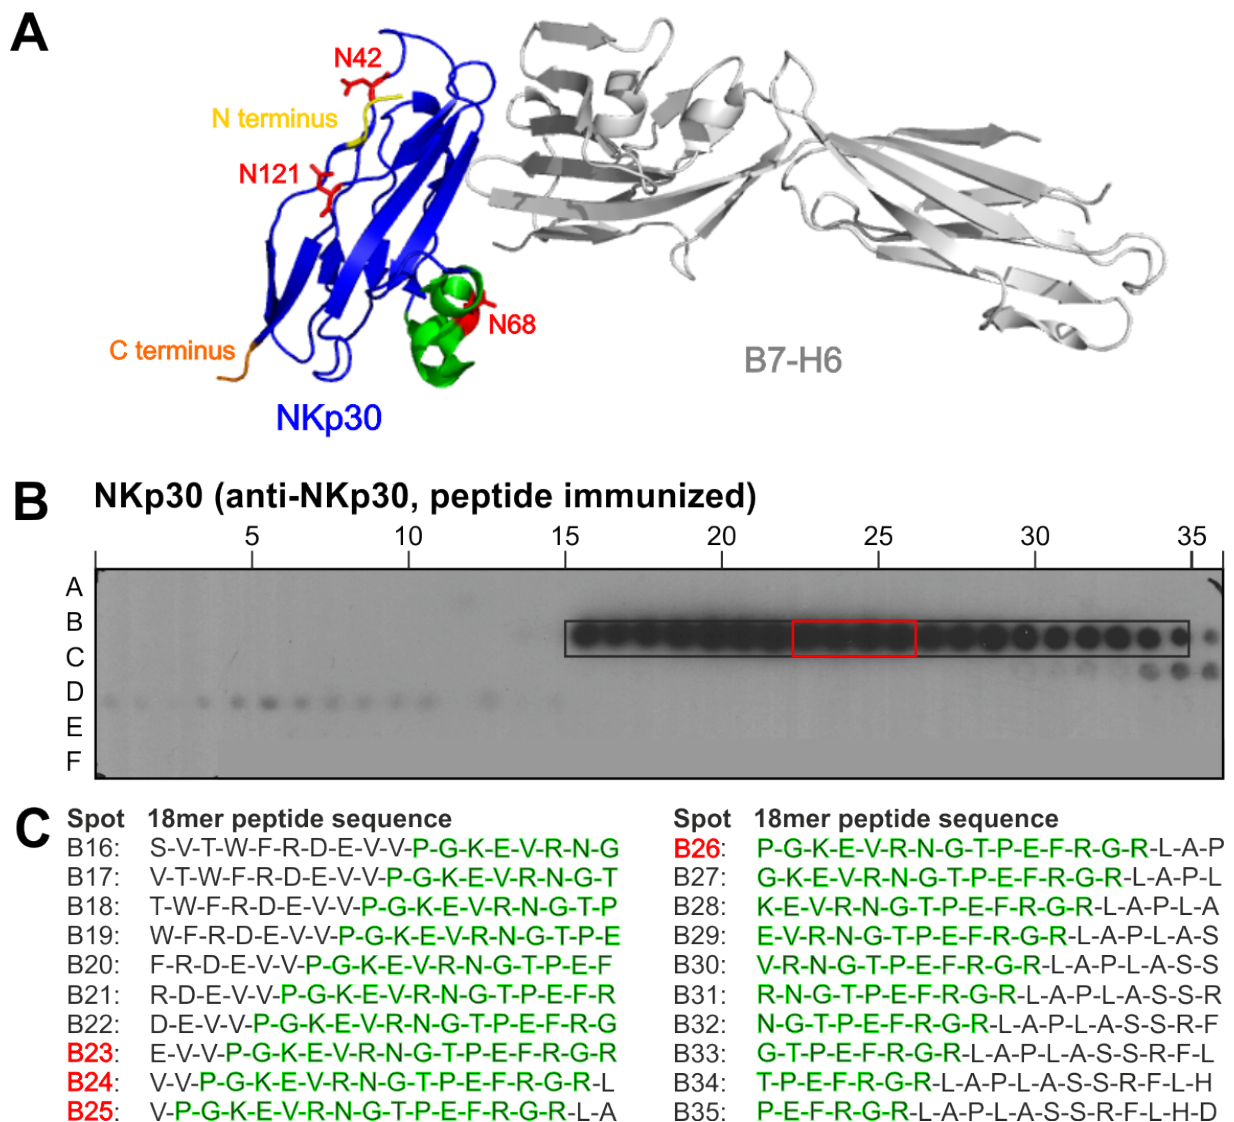 A
N42
N terminus
N121
N68
C terminus
B7-H6
NKp30
B NKp30 (anti-NKp30, peptide immunized)
5 10 15 20 25 30 35
A
B
C
D
E
F
C Spot 18mer peptide sequence
B16: S-V-T-W-F-R-D-E-V-V-P-G-K-E-V-R-N-G
B17: V-T-W-F-R-D-E-V-V-P-G-K-E-V-R-N-G-T
B18: T-W-F-R-D-E-V-V-P-G-K-E-V-R-N-G-T-P
B19: W-F-R-D-E-V-V-P-G-K-E-V-R-N-G-T-P-E
B20: F-R-D-E-V-V-P-G-K-E-V-R-N-G-T-P-E-F
B21: R-D-E-V-V-P-G-K-E-V-R-N-G-T-P-E-F-R
B22: D-E-V-V-P-G-K-E-V-R-N-G-T-P-E-F-R-G
B23: E-V-V-P-G-K-E-V-R-N-G-T-P-E-F-R-G-R
B24: V-V-P-G-K-E-V-R-N-G-T-P-E-F-R-G-R-L
B25: V-P-G-K-E-V-R-N-G-T-P-E-F-R-G-R-L-A
Spot 18mer peptide sequence
B26: P-G-K-E-V-R-N-G-T-P-E-F-R-G-R-L-A-P
B27: G-K-E-V-R-N-G-T-P-E-F-R-G-R-L-A-P-L
B28: K-E-V-R-N-G-T-P-E-F-R-G-R-L-A-P-L-A
B29: E-V-R-N-G-T-P-E-F-R-G-R-L-A-P-L-A-S
B30: V-R-N-G-T-P-E-F-R-G-R-L-A-P-L-A-S-S
B31: R-N-G-T-P-E-F-R-G-R-L-A-P-L-A-S-S-R
B32: N-G-T-P-E-F-R-G-R-L-A-P-L-A-S-S-R-F
B33: G-T-P-E-F-R-G-R-L-A-P-L-A-S-S-R-F-L
B34: T-P-E-F-R-G-R-L-A-P-L-A-S-S-R-F-L-H
B35: P-E-F-R-G-R-L-A-P-L-A-S-S-R-F-L-H-D